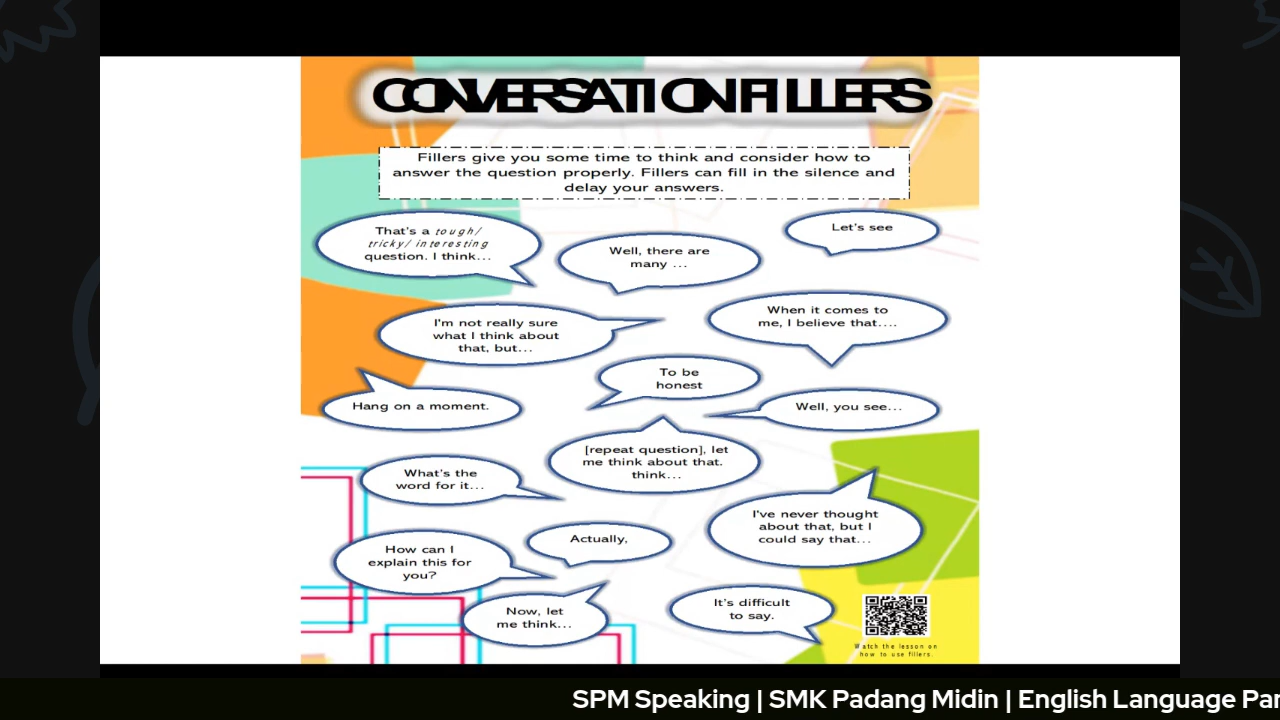 CONVERSATION FILLERS
Fillers give you some time to think and consider how to
answer the question properly. Fillers can fill in the silence and
delay your answers.
That's a tough/
tricky/ interesting
question. I think...
Well, there are
many ...
Let's see
I'm not really sure
what I think about
that, but...
When it comes to
me, I believe that....
To be
honest
Hang on a moment.
Well, you see...
[repeat question], let
me think about that.
think...
What's the
word for it...
I've never thought
about that, but I
could say that...
Actually,
How can I
explain this for
you?
Now, let
me think...
It's difficult
to say.
Watch the lesson on
how to use fillers.
SPM Speaking | SMK Padang Midin | English Language Pan